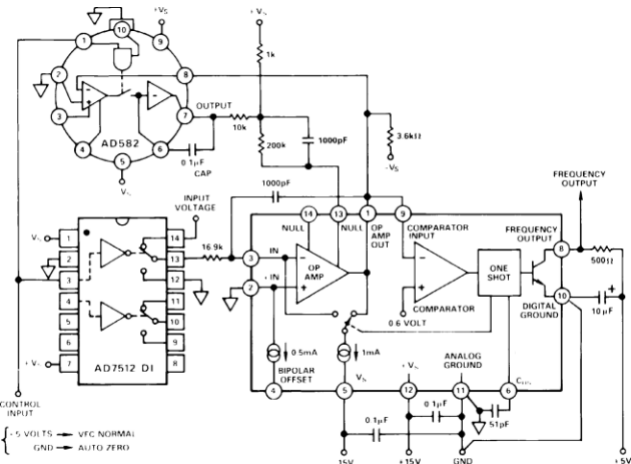 +Vs
+Vs
10
1
9
1k
2
8
3
OUTPUT
7
AD582
10k
4
6
5
0.1µF
CAP
200k
1000pF
3.6kΩ
-Vs
1000pF
INPUT
VOLTAGE
FREQUENCY
OUTPUT
14
NULL
13
NULL
1
OP
AMP
OUT
9
COMPARATOR
INPUT
FREQUENCY
OUTPUT
8
500Ω
1
2
3
4
5
6
7
14
13
12
11
10
9
8
AD7512 DI
16.9k
3
-IN
2
+IN
OP
AMP
ONE
SHOT
COMPARATOR
0.6 VOLT
10
DIGITAL
GROUND
10µF
+
0.5mA
1mA
BIPOLAR
OFFSET
ANALOG
GROUND
4
5
12
11
6
0.1µF
0.1µF
51pF
CONTROL
INPUT
+5 VOLTS → VFC NORMAL
GND → AUTO ZERO
15V
+15V
GND
+5V